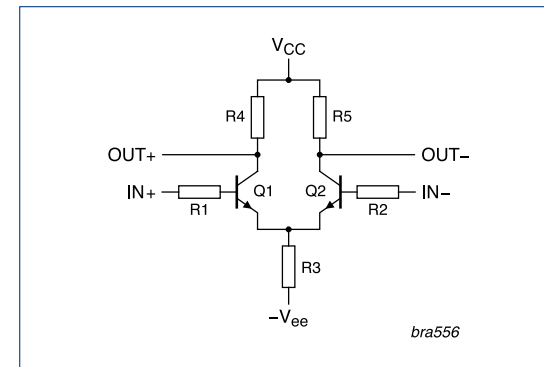 VCC
R4
R5
OUT+
OUT−
IN+
R1
Q1
Q2
R2
IN−
R3
−Vee
bra556